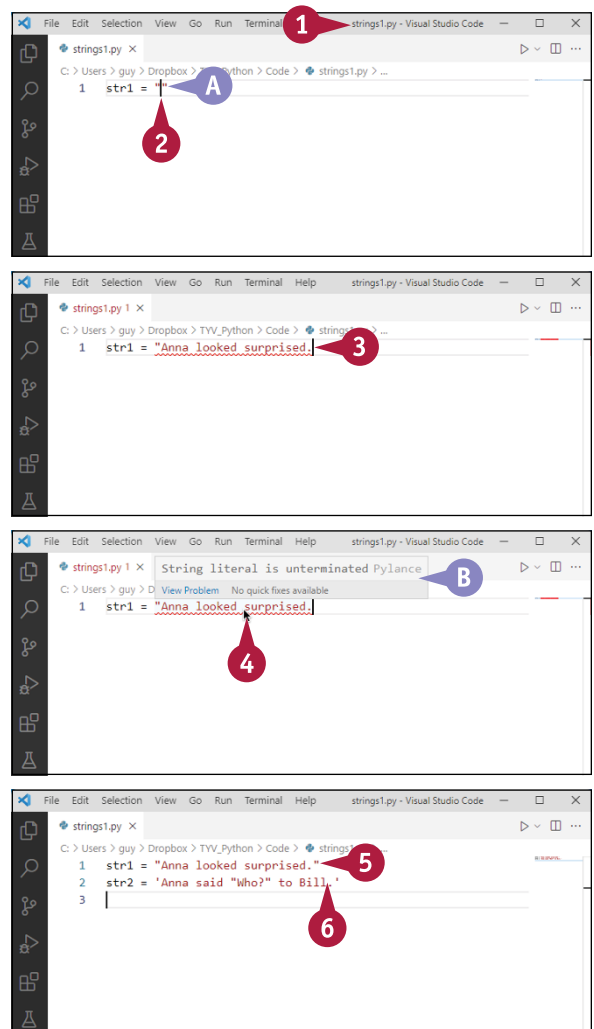 File Edit Selection View Go Run Terminal 1 strings1.py - Visual Studio Code
strings1.py
C: > Users > guy > Dropbox > TYV_Python > Code > strings1.py > ...
1 str1 = "" A
2
File Edit Selection View Go Run Terminal Help strings1.py - Visual Studio Code
strings1.py 1
C: > Users > guy > Dropbox > TYV_Python > Code > ...
1 str1 = "Anna looked surprised. 3
File Edit Selection View Go Run Terminal Help strings1.py - Visual Studio Code
strings1.py 1 String literal is unterminated Pylance B
C: > Users > guy > D View Problem No quick fixes available
1 str1 = "Anna looked surprised.
4
File Edit Selection View Go Run Terminal Help strings1.py - Visual Studio Code
strings1.py
C: > Users > guy > Dropbox > TYV_Python > Code > ...
1 str1 = "Anna looked surprised." 5
2 str2 = 'Anna said "Who?" to Bill.'
3
6